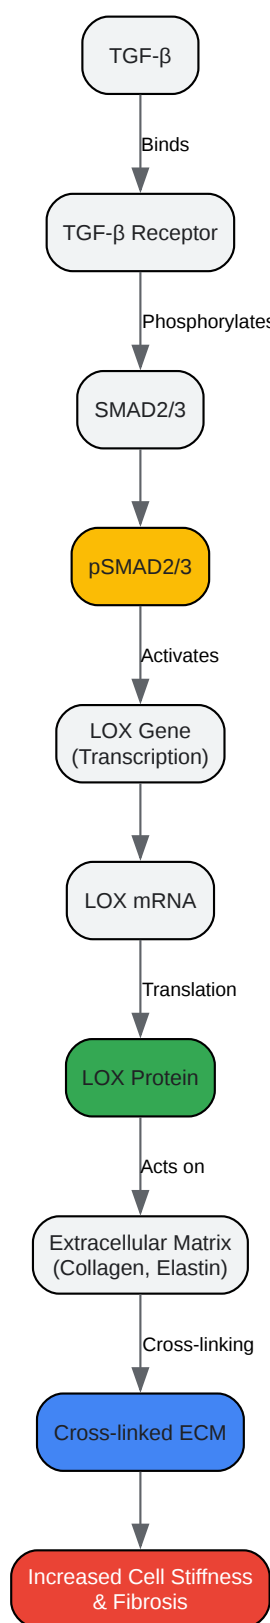 TGF-β
Binds
TGF-β Receptor
Phosphorylates
SMAD2/3
pSMAD2/3
Activates
LOX Gene
(Transcription)
LOX mRNA
Translation
LOX Protein
Acts on
Extracellular Matrix
(Collagen, Elastin)
Cross-linking
Cross-linked ECM
Increased Cell Stiffness
& Fibrosis